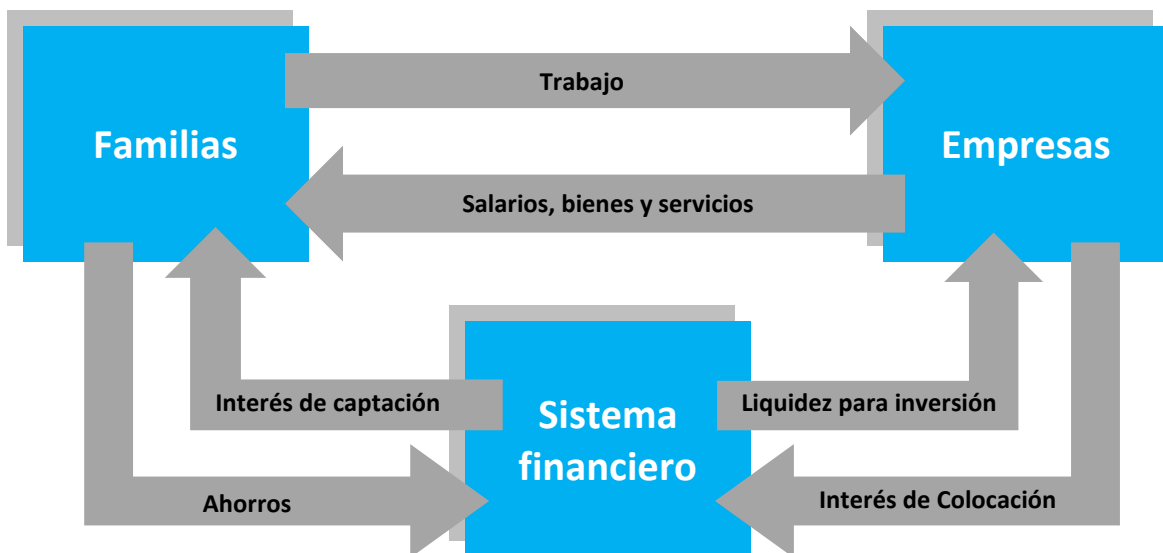 Trabajo
Familias
Empresas
Salarios, bienes y servicios
Interés de captación
Sistema
financiero
Liquidez para inversión
Ahorros
Interés de Colocación